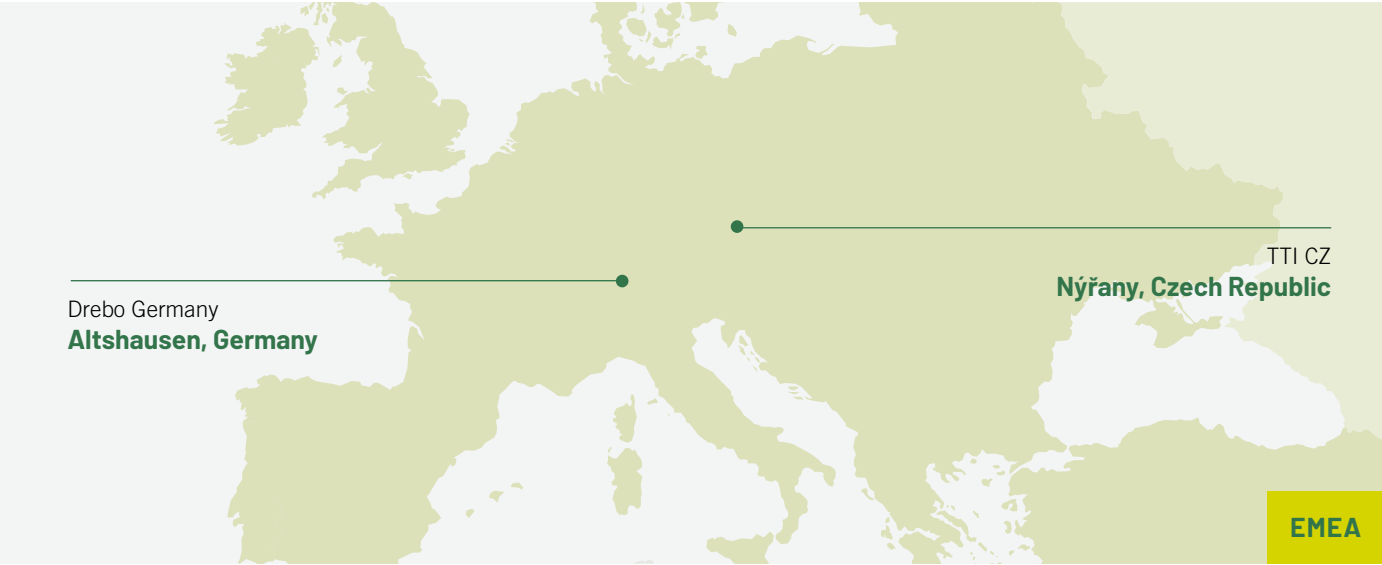 TTI CZ
Nýřany, Czech Republic
Drebo Germany
Altshausen, Germany
EMEA